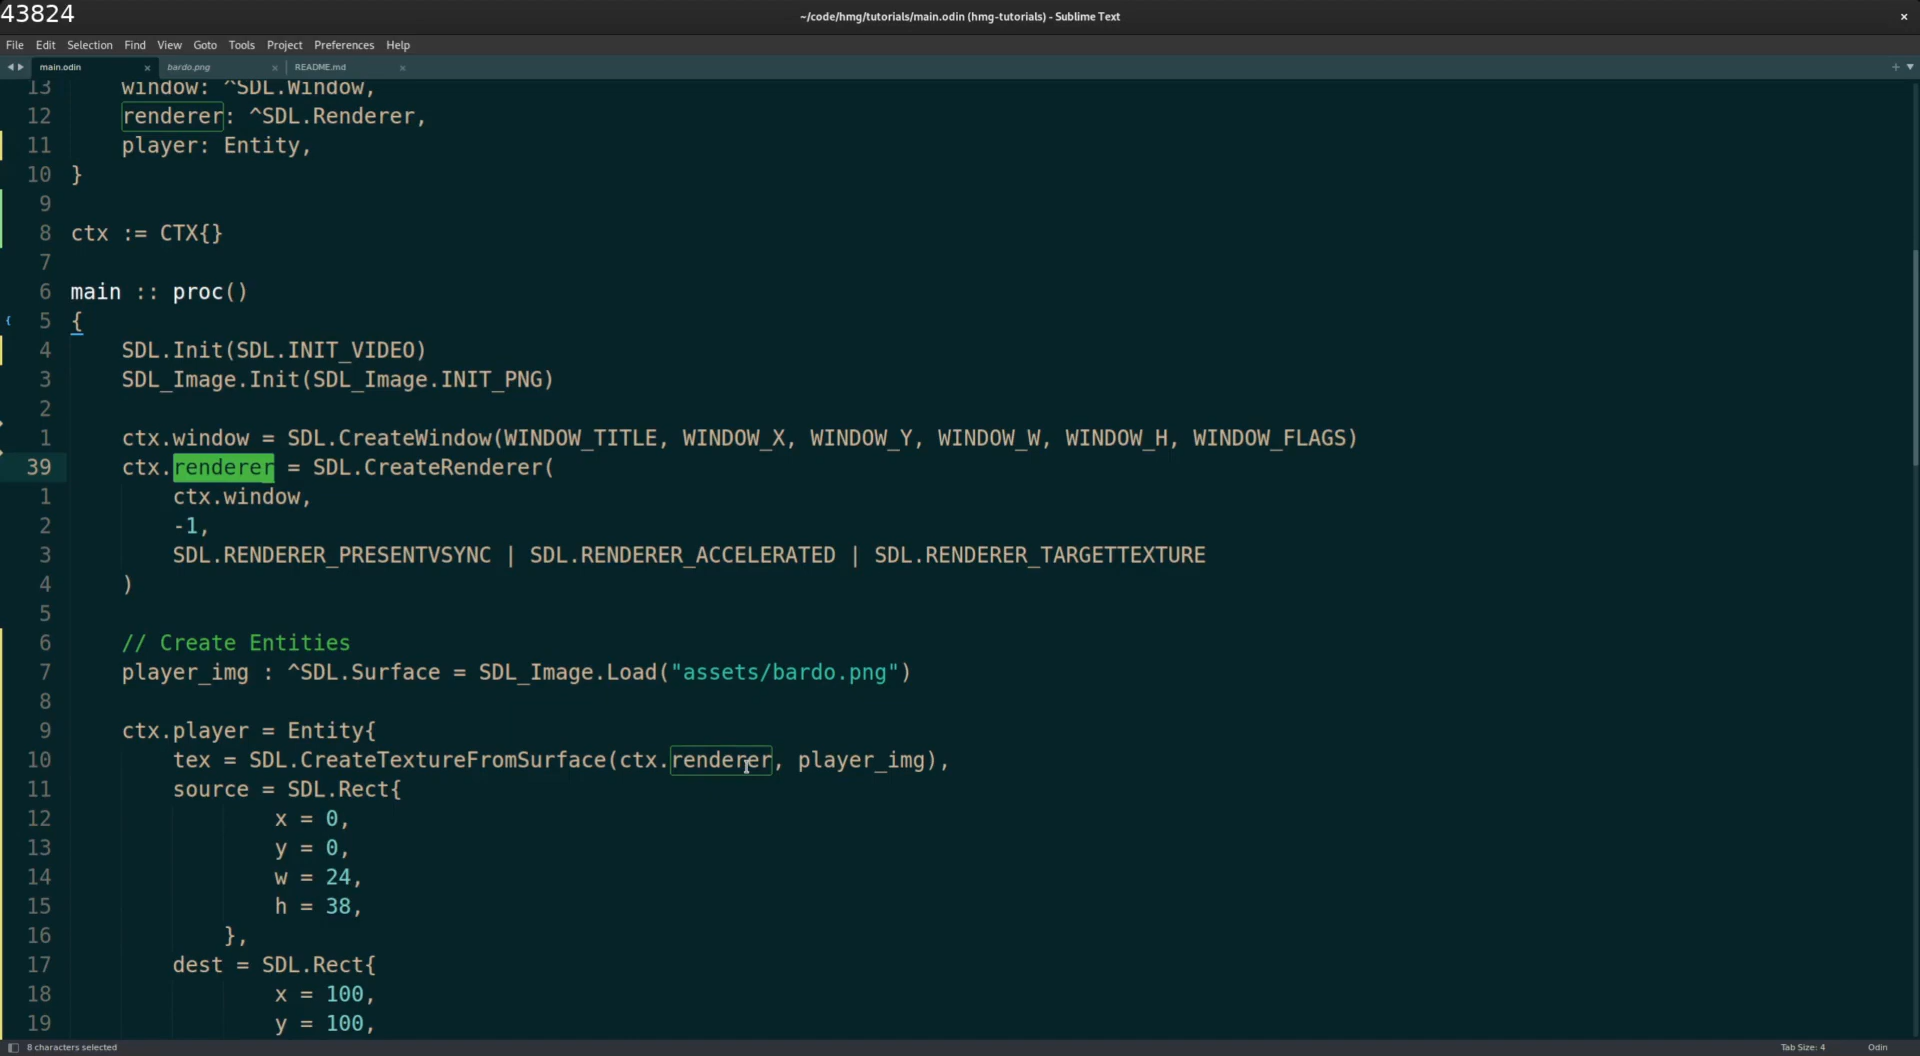 43824
~/code/hmg/tutorials/main.odin (hmg-tutorials) - Sublime Text
File Edit Selection Find View Goto Tools Project Preferences Help
main.odin bardo.png README.md
13 window: ^SDL.Window,
12 renderer: ^SDL.Renderer,
11 player: Entity,
10 }
9
8 ctx := CTX{}
7
6 main :: proc()
5 {
4 SDL.Init(SDL.INIT_VIDEO)
3 SDL_Image.Init(SDL_Image.INIT_PNG)
2
1 ctx.window = SDL.CreateWindow(WINDOW_TITLE, WINDOW_X, WINDOW_Y, WINDOW_W, WINDOW_H, WINDOW_FLAGS)
39 ctx.renderer = SDL.CreateRenderer(
1 ctx.window,
2 -1,
3 SDL.RENDERER_PRESENTVSYNC | SDL.RENDERER_ACCELERATED | SDL.RENDERER_TARGETTEXTURE
4 )
5
6 // Create Entities
7 player_img : ^SDL.Surface = SDL_Image.Load("assets/bardo.png")
8
9 ctx.player = Entity{
10 tex = SDL.CreateTextureFromSurface(ctx.renderer, player_img),
11 source = SDL.Rect{
12 x = 0,
13 y = 0,
14 w = 24,
15 h = 38,
16 },
17 dest = SDL.Rect{
18 x = 100,
19 y = 100,
8 characters selected Tab Size: 4 Odin